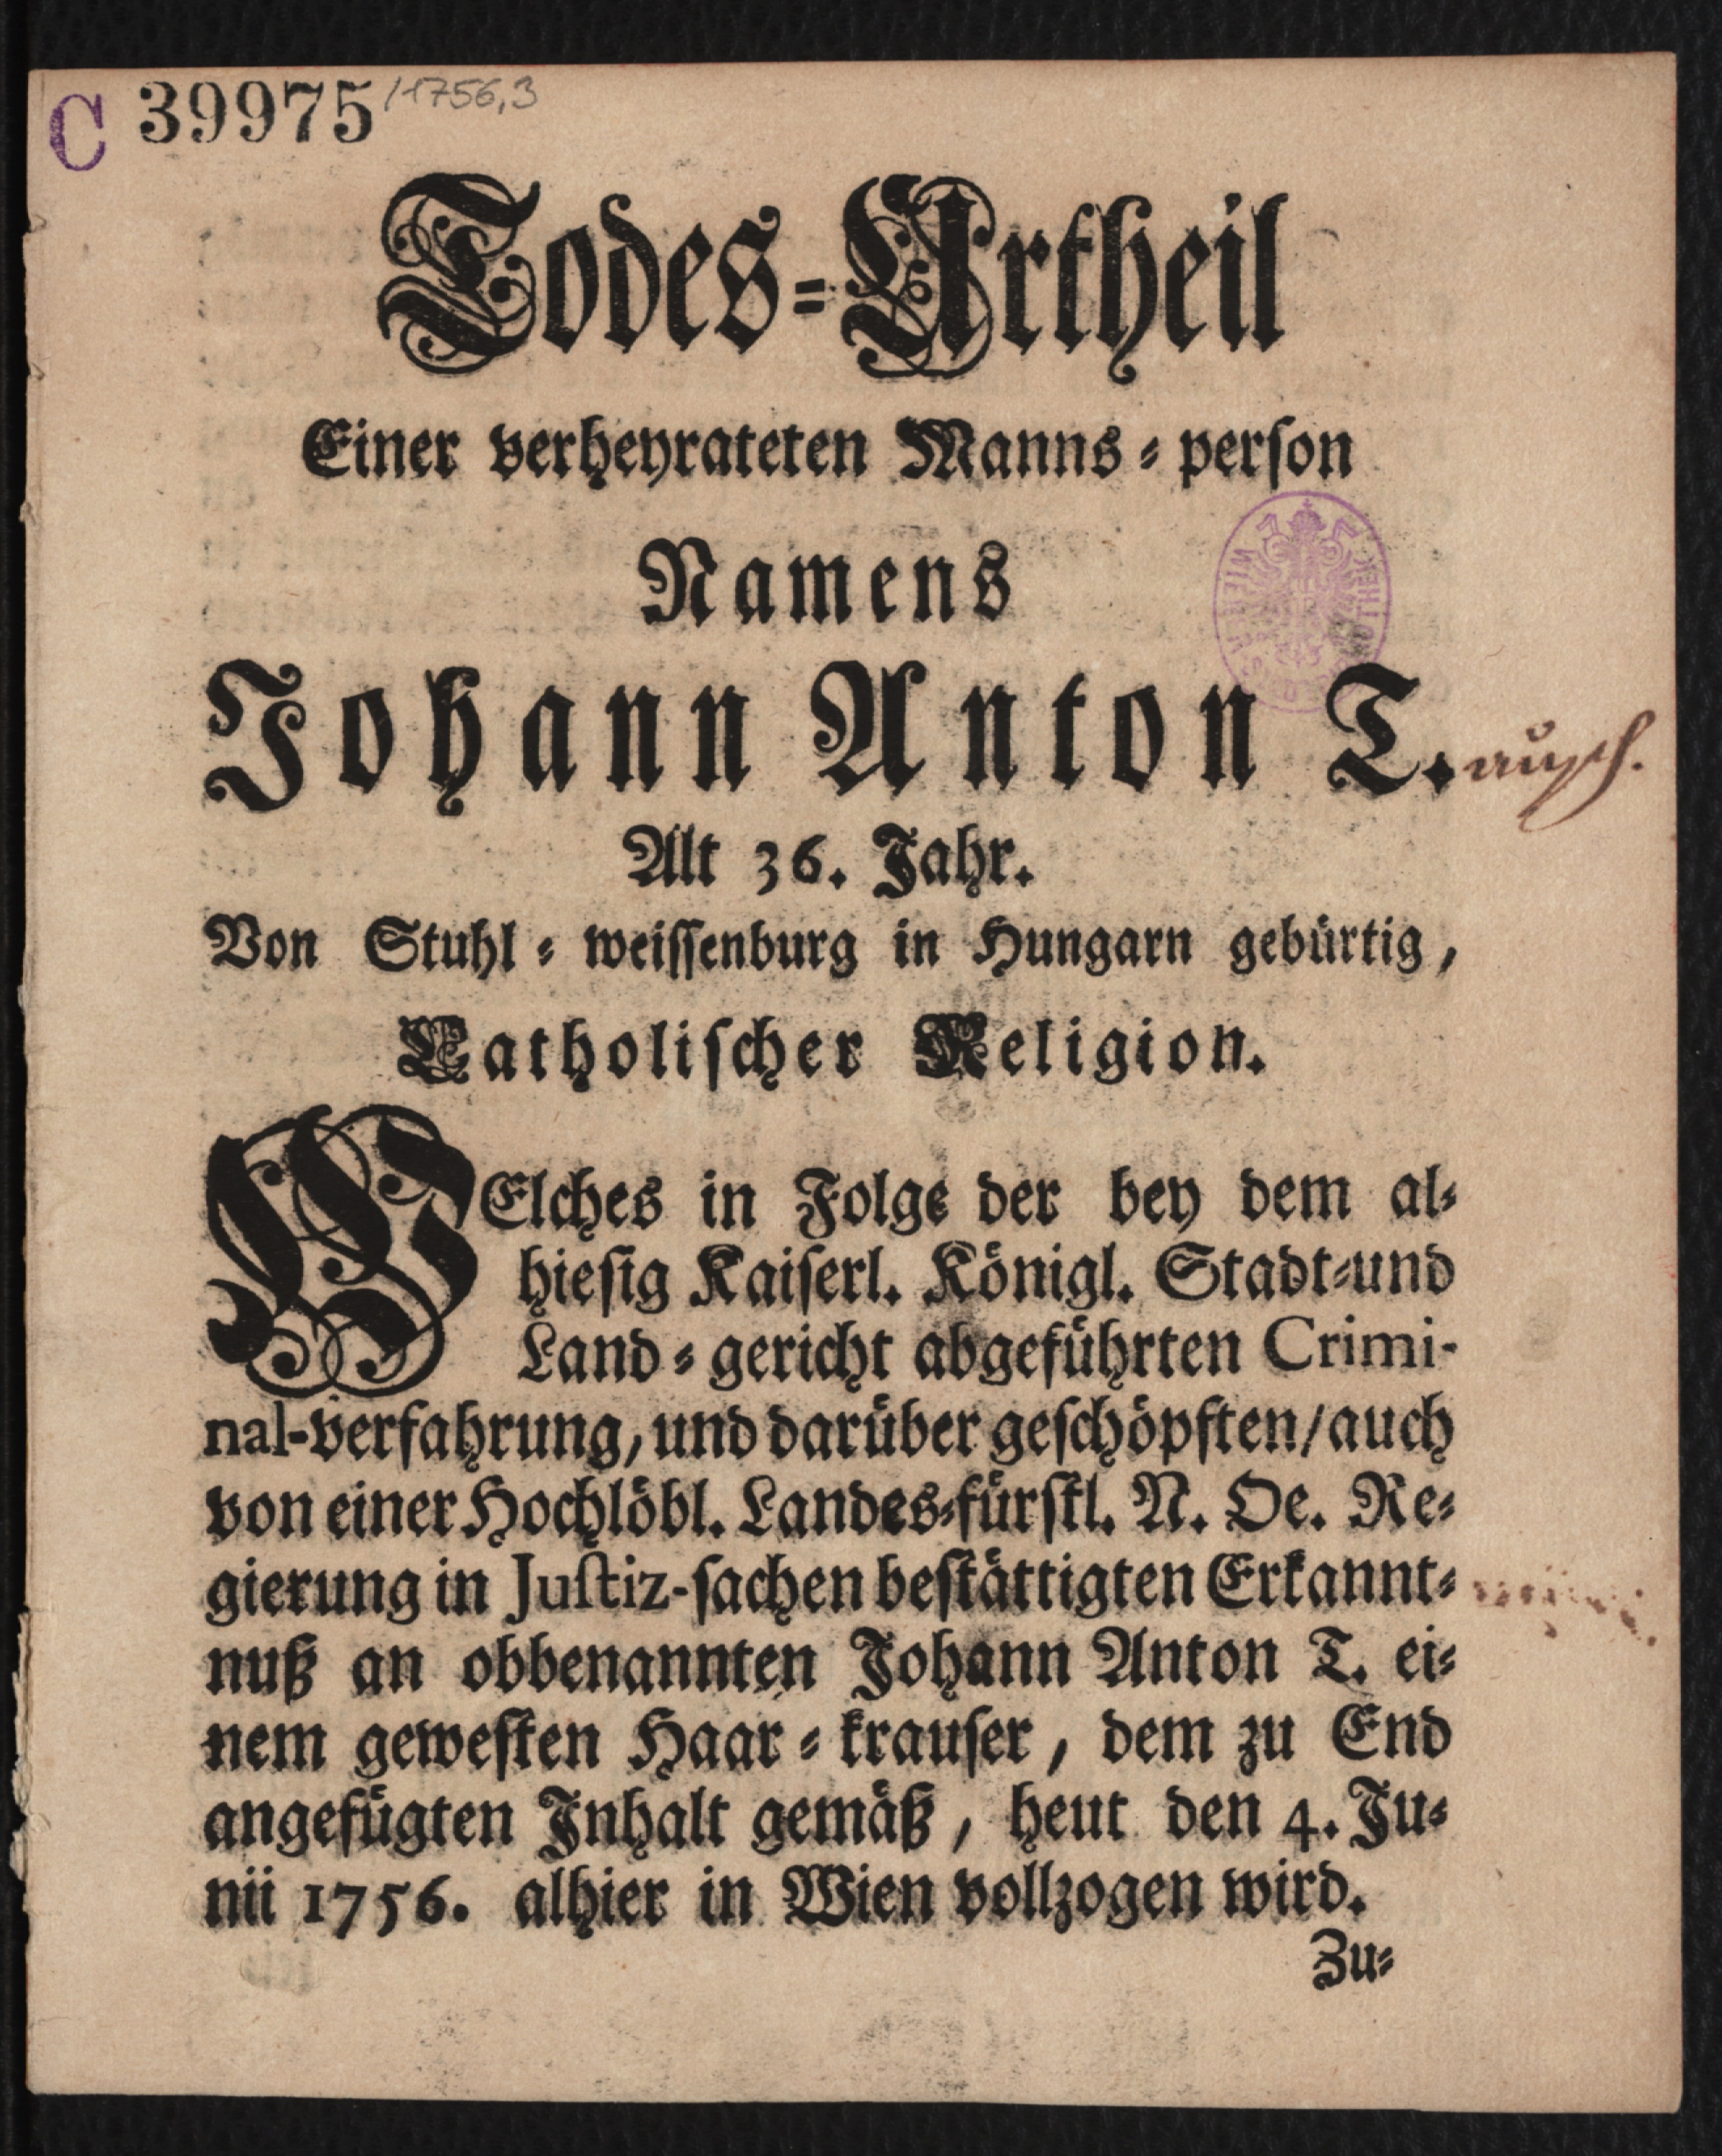 C 39975 /1756,3
Todes-Urtheil
Einer verheyrateten Manns-person
Namens
Johann Anton T.
Alt 36. Jahr.
Von Stuhl-weissenburg in Hungarn gebürtig,
Catholischer Religion.
WElches in Folge der bey dem al-
hiesig Kaiserl. Königl. Stadt-und
Land-gericht abgeführten Crimi-
nal-verfahrung, und darüber geschöpften/auch
von einer Hochlöbl. Landes-fürstl. N. Oe. Re-
gierung in Justiz-sachen bestättigten Erkannt-
nuß an obbenannten Johann Anton T. ei-
nem gewesten Haar-krauser, dem zu End
angefügten Inhalt gemäß, heut den 4. Ju-
nii 1756. alhier in Wien vollzogen wird.
Zu-